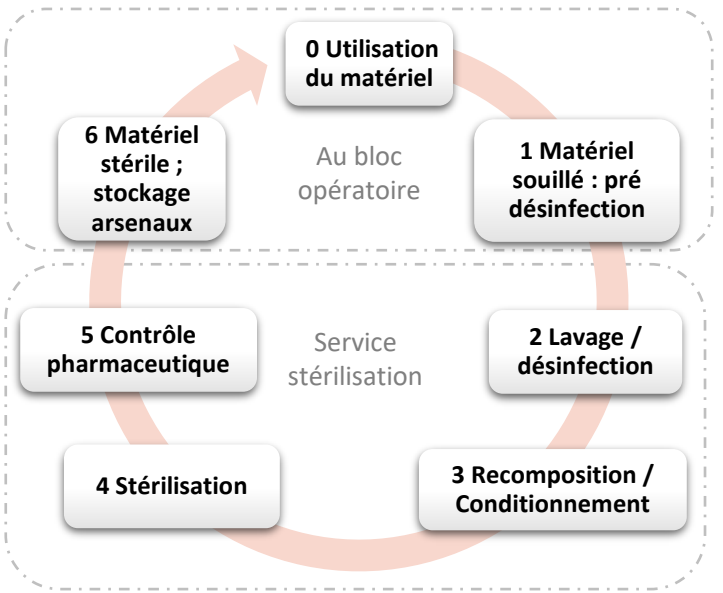 0 Utilisation
du matériel
1 Matériel
souillé : pré
désinfection
2 Lavage /
désinfection
3 Recomposition /
Conditionnement
4 Stérilisation
5 Contrôle
pharmaceutique
6 Matériel
stérile ;
stockage
arsenaux
Au bloc
opératoire
Service
stérilisation